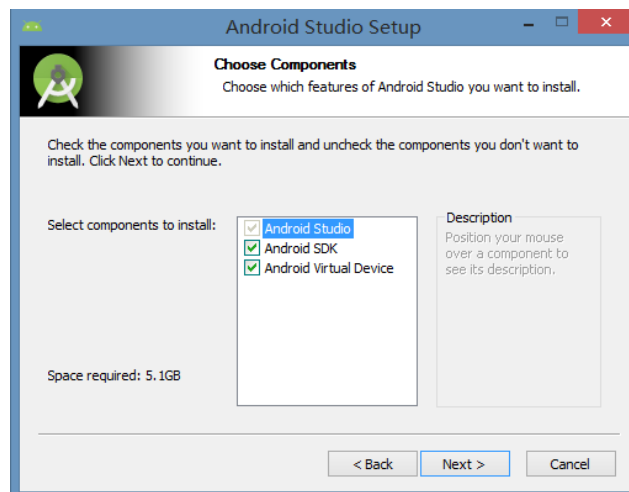 Android Studio Setup
Choose Components
Choose which features of Android Studio you want to install.
Check the components you want to install and uncheck the components you don't want to
install. Click Next to continue.
Select components to install:
Android Studio
Android SDK
Android Virtual Device
Description
Position your mouse
over a component to
see its description.
Space required: 5.1GB
< Back
Next >
Cancel